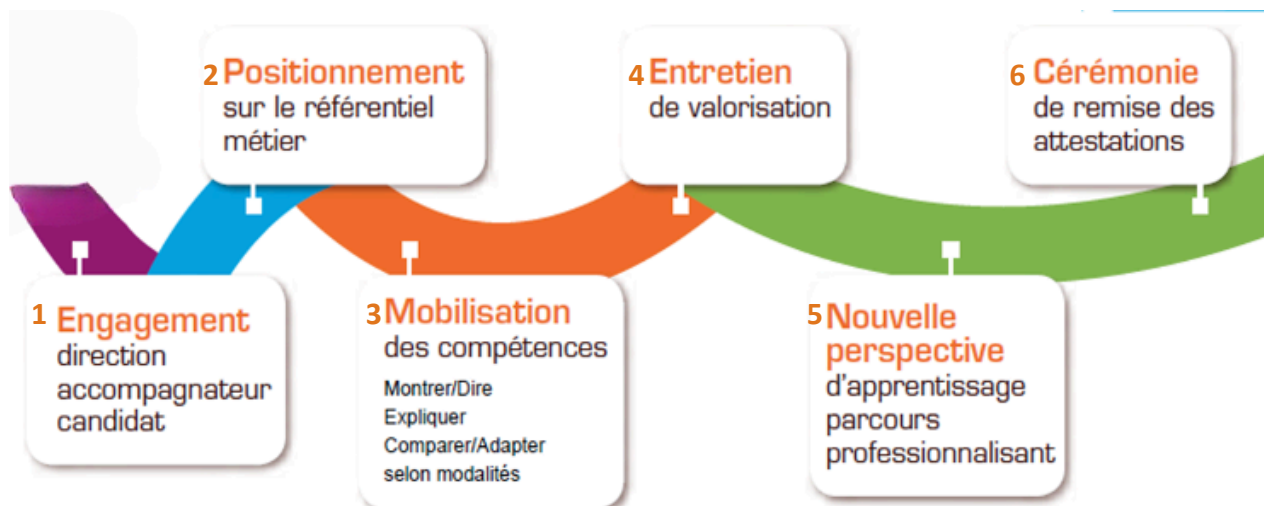 1 Engagement
direction
accompagnateur
candidat
2 Positionnement
sur le référentiel
métier
3 Mobilisation
des compétences
Montrer/Dire
Expliquer
Comparer/Adapter
selon modalités
4 Entretien
de valorisation
5 Nouvelle
perspective
d'apprentissage
parcours
professionnalisant
6 Cérémonie
de remise des
attestations